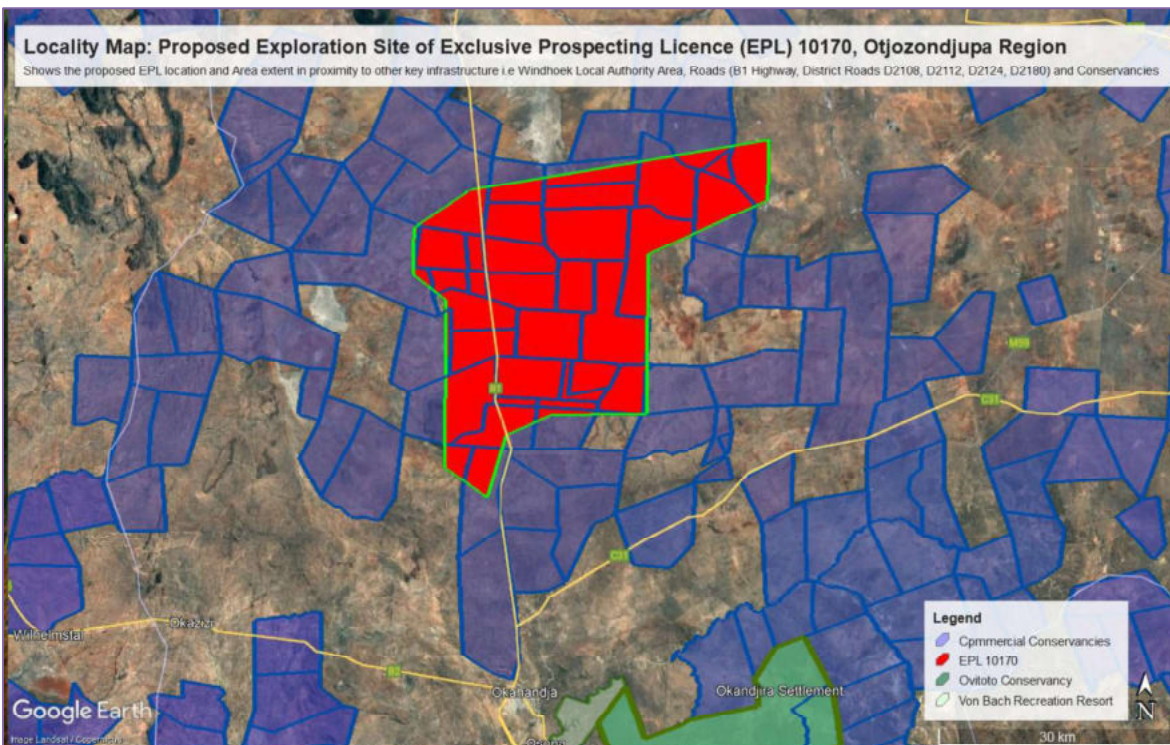 Locality Map: Proposed Exploration Site of Exclusive Prospecting Licence (EPL) 10170, Otjozondjupa Region
Shows the proposed EPL location and Area extent in proximity to other key infrastructure i.e Windhoek Local Authority Area, Roads (B1 Highway, District Roads D2108, D2112, D2124, D2180) and Conservancies
M99
C31
B1
C31
Wilhelmstal
Okazizi
B2
Okahandja
Okandjira Settlement
Legend
Cpmmercial Conservancies
EPL 10170
Ovitoto Conservancy
Von Bach Recreation Resort
N
30 km
Google Earth
Image Landsat / Copernicus